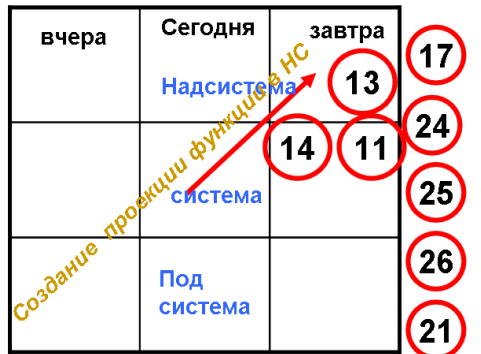 вчера
Сегодня
завтра
Надсистема
Создание проекции функции в НС
система
Под
система
13
14
11
17
24
25
26
21